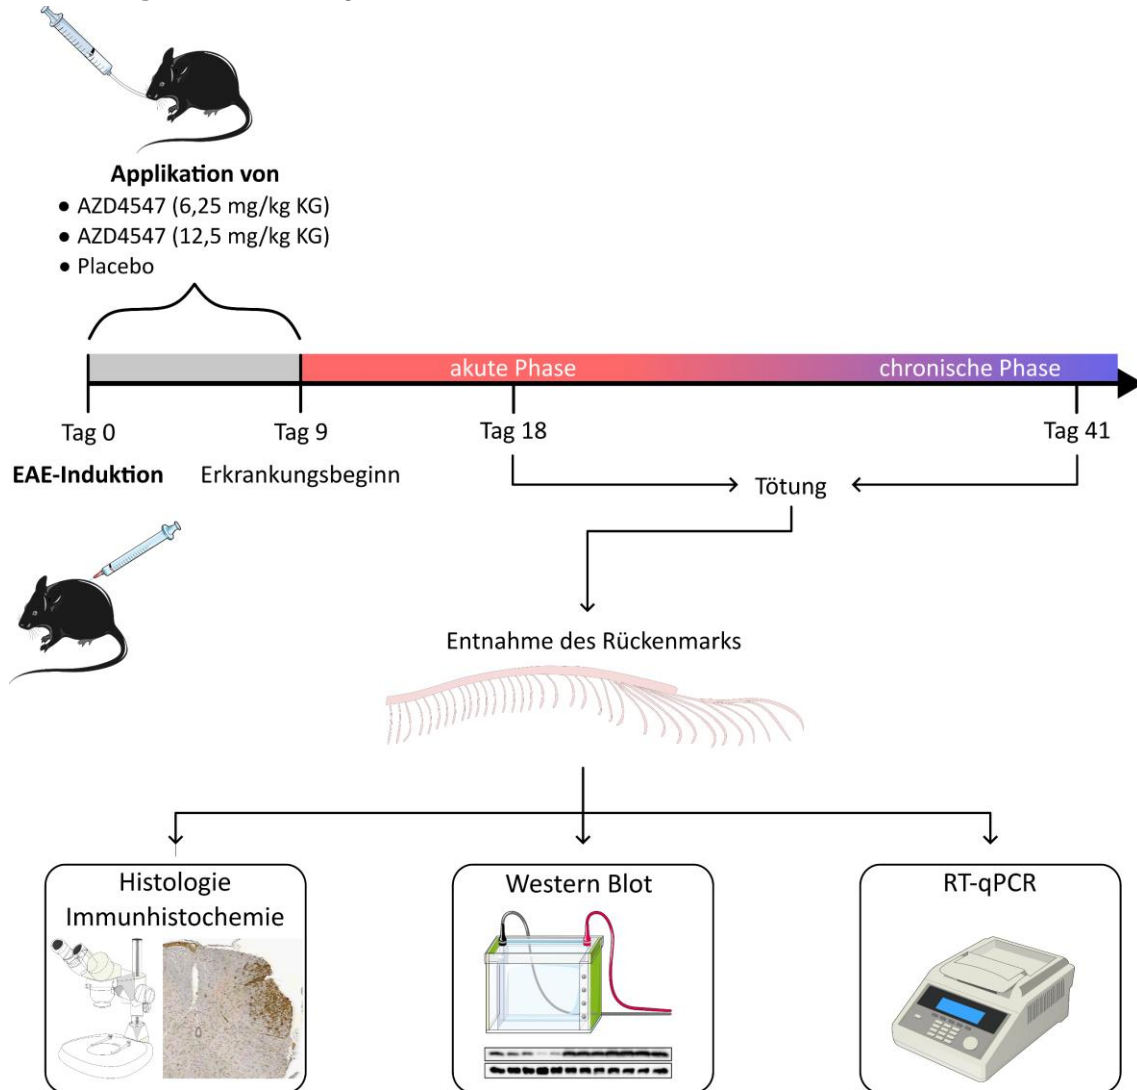 Applikation von
● AZD4547 (6,25 mg/kg KG)
● AZD4547 (12,5 mg/kg KG)
● Placebo
akute Phase
chronische Phase
Tag 0
Tag 9
Tag 18
Tag 41
EAE-Induktion
Erkrankungsbeginn
Tötung
Entnahme des Rückenmarks
Histologie
Immunhistochemie
Western Blot
RT-qPCR